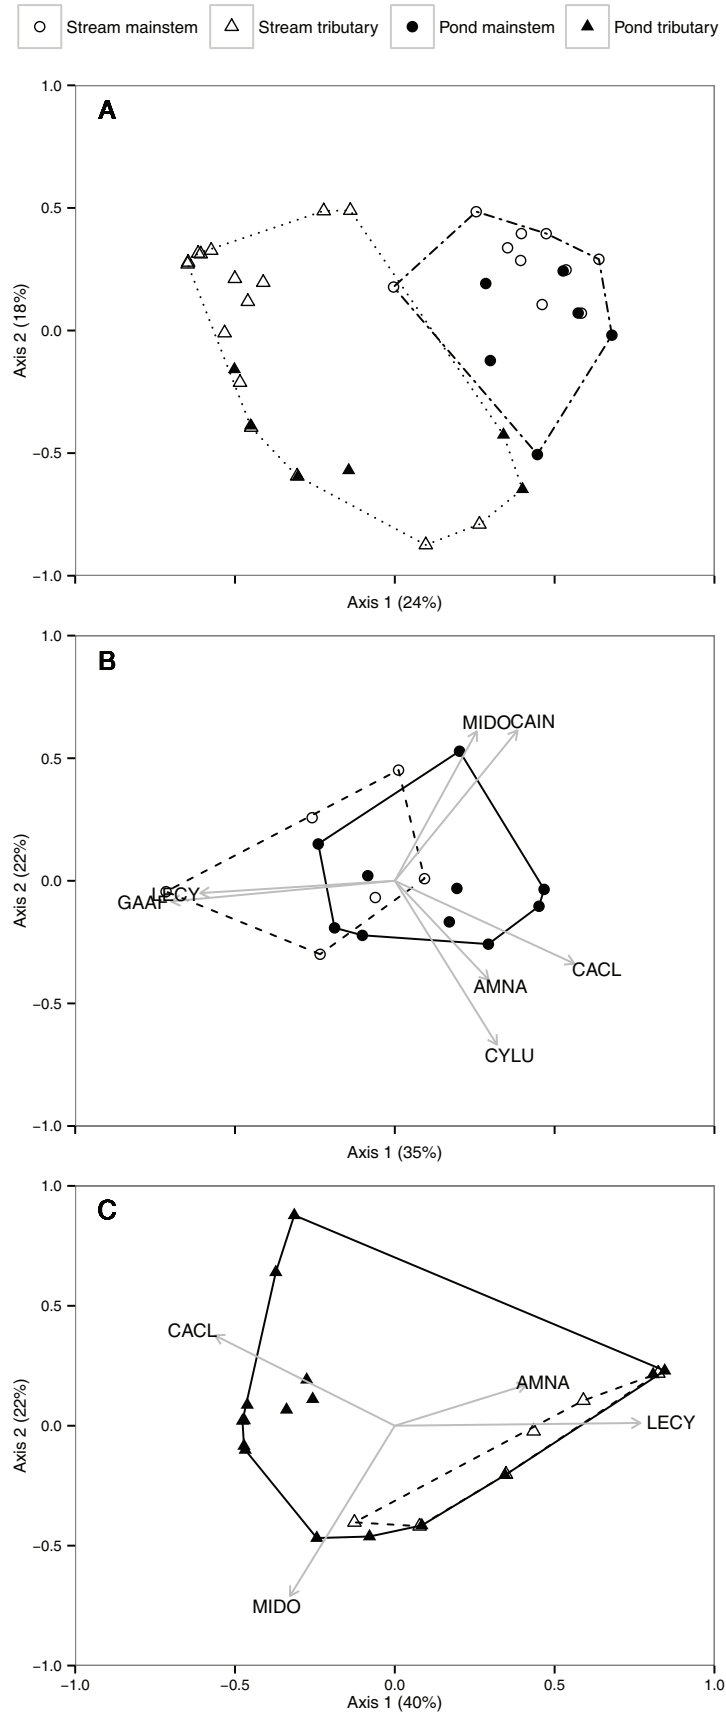 Stream mainstem Stream tributary Pond mainstem Pond tributary
A
1.0
0.5
0.0
−0.5
−1.0
Axis 2 (18%)
Axis 1 (24%)
B
1.0
0.5
0.0
−0.5
−1.0
Axis 2 (22%)
MIDO CAIN
LECY
GAAF
CACL
AMNA
CYLU
Axis 1 (35%)
C
1.0
0.5
0.0
−0.5
−1.0
Axis 2 (22%)
CACL
AMNA
LECY
MIDO
−1.0 −0.5 0.0 0.5 1.0
Axis 1 (40%)